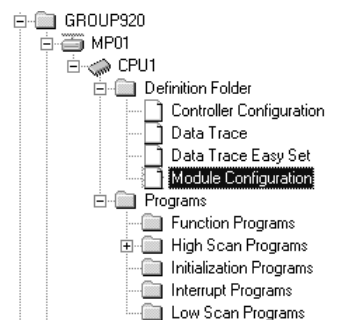 GROUP920
MP01
CPU1
Definition Folder
Controller Configuration
Data Trace
Data Trace Easy Set
Module Configuration
Programs
Function Programs
High Scan Programs
Initialization Programs
Interrupt Programs
Low Scan Programs